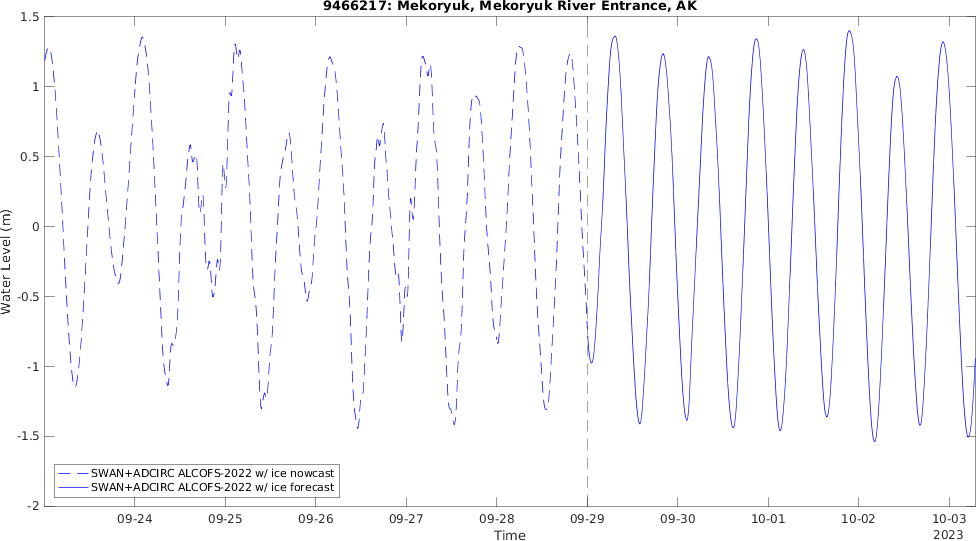 9466217: Mekoryuk, Mekoryuk River Entrance, AK
1.5
1
0.5
0
-0.5
-1
-1.5
-2
Water Level (m)
SWAN+ADCIRC ALCOFS-2022 w/ ice nowcast
SWAN+ADCIRC ALCOFS-2022 w/ ice forecast
09-24 09-25 09-26 09-27 09-28 09-29 09-30 10-01 10-02 10-03
Time 2023